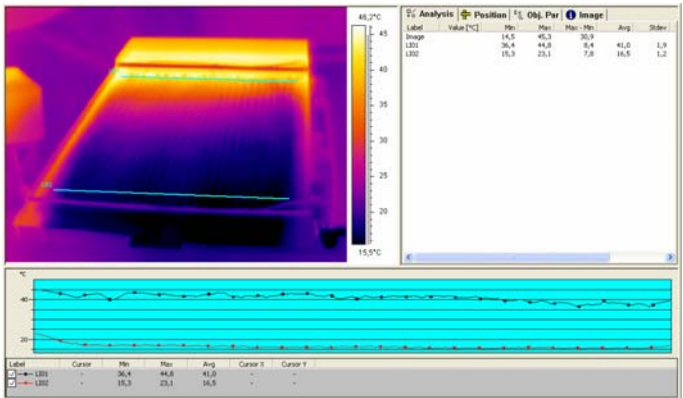 46,2°C
45
40
35
30
25
20
15,5°C
LI01
Analysis Position Obj. Par Image
Label Value [°C] Min Max Max - Min Avg Stdev
Image 14,5 45,3 30,9
LI01 36,4 44,8 8,4 41,0 1,9
LI02 15,3 23,1 7,8 16,5 1,2
°C
40
20
Label Cursor Min Max Avg Cursor X Cursor Y
LI01 - 36,4 44,8 41,0 - -
LI02 - 15,3 23,1 16,5 - -